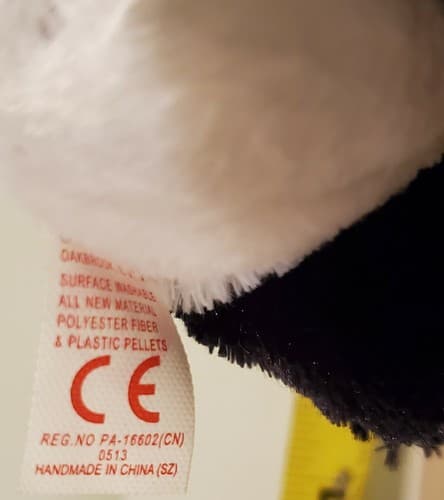 OAKBROOK,
SURFACE WASHABLE
ALL NEW MATERIAL
POLYESTER FIBER
& PLASTIC PELLETS
CE
REG.NO PA-16602(CN)
0513
HANDMADE IN CHINA (SZ)